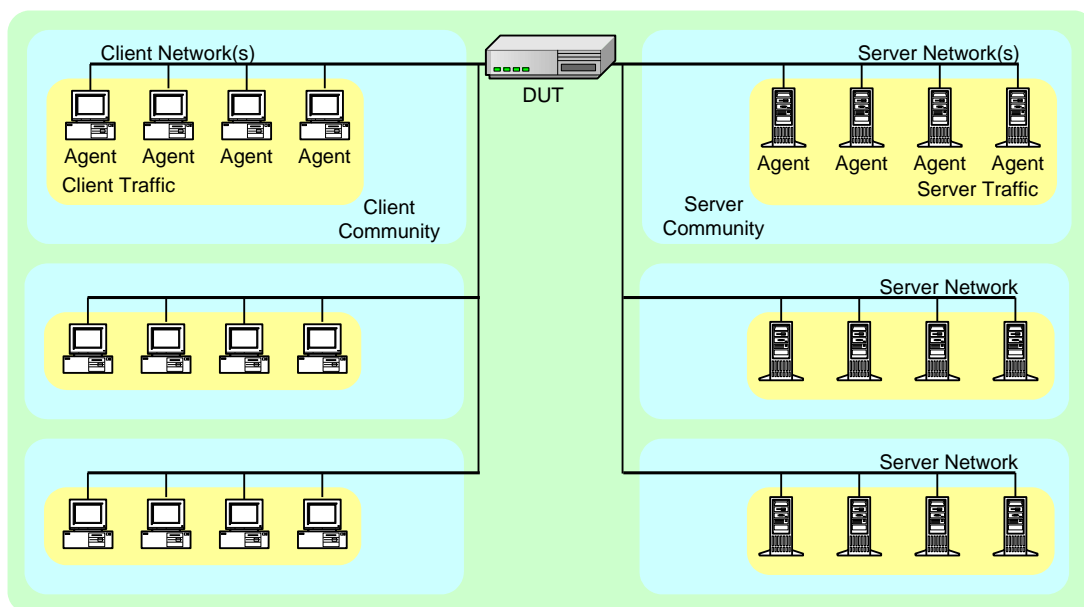 Client Network(s)
DUT
Server Network(s)
Agent Agent Agent Agent
Client Traffic
Client
Community
Agent Agent Agent Agent
Server Traffic
Server
Community
Server Network
Server Network